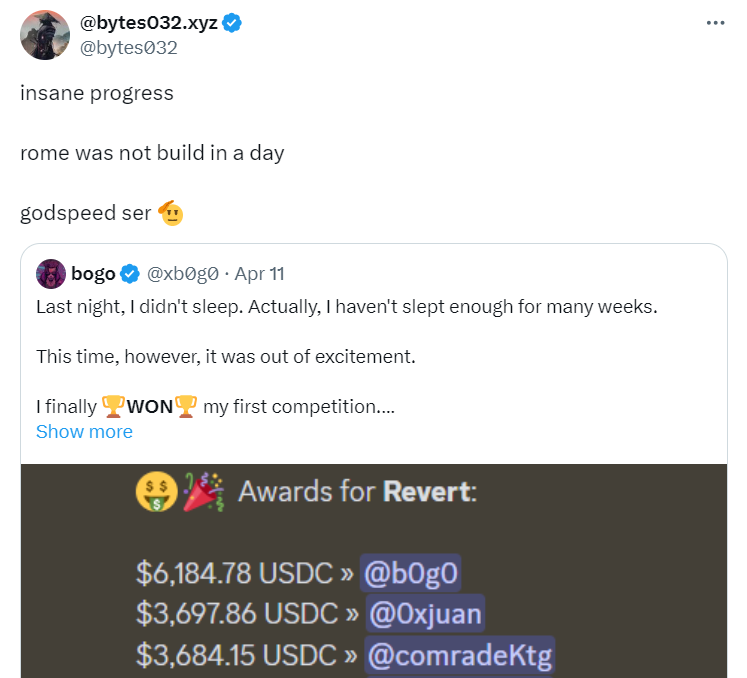 @bytes032.xyz
@bytes032
insane progress
rome was not build in a day
godspeed ser
bogo @xb0g0 · Apr 11
Last night, I didn't sleep. Actually, I haven't slept enough for many weeks.
This time, however, it was out of excitement.
I finally 🏆WON🏆 my first competition....
Show more
Awards for Revert:
$6,184.78 USDC » @b0g0
$3,697.86 USDC » @0xjuan
$3,684.15 USDC » @comradeKtg